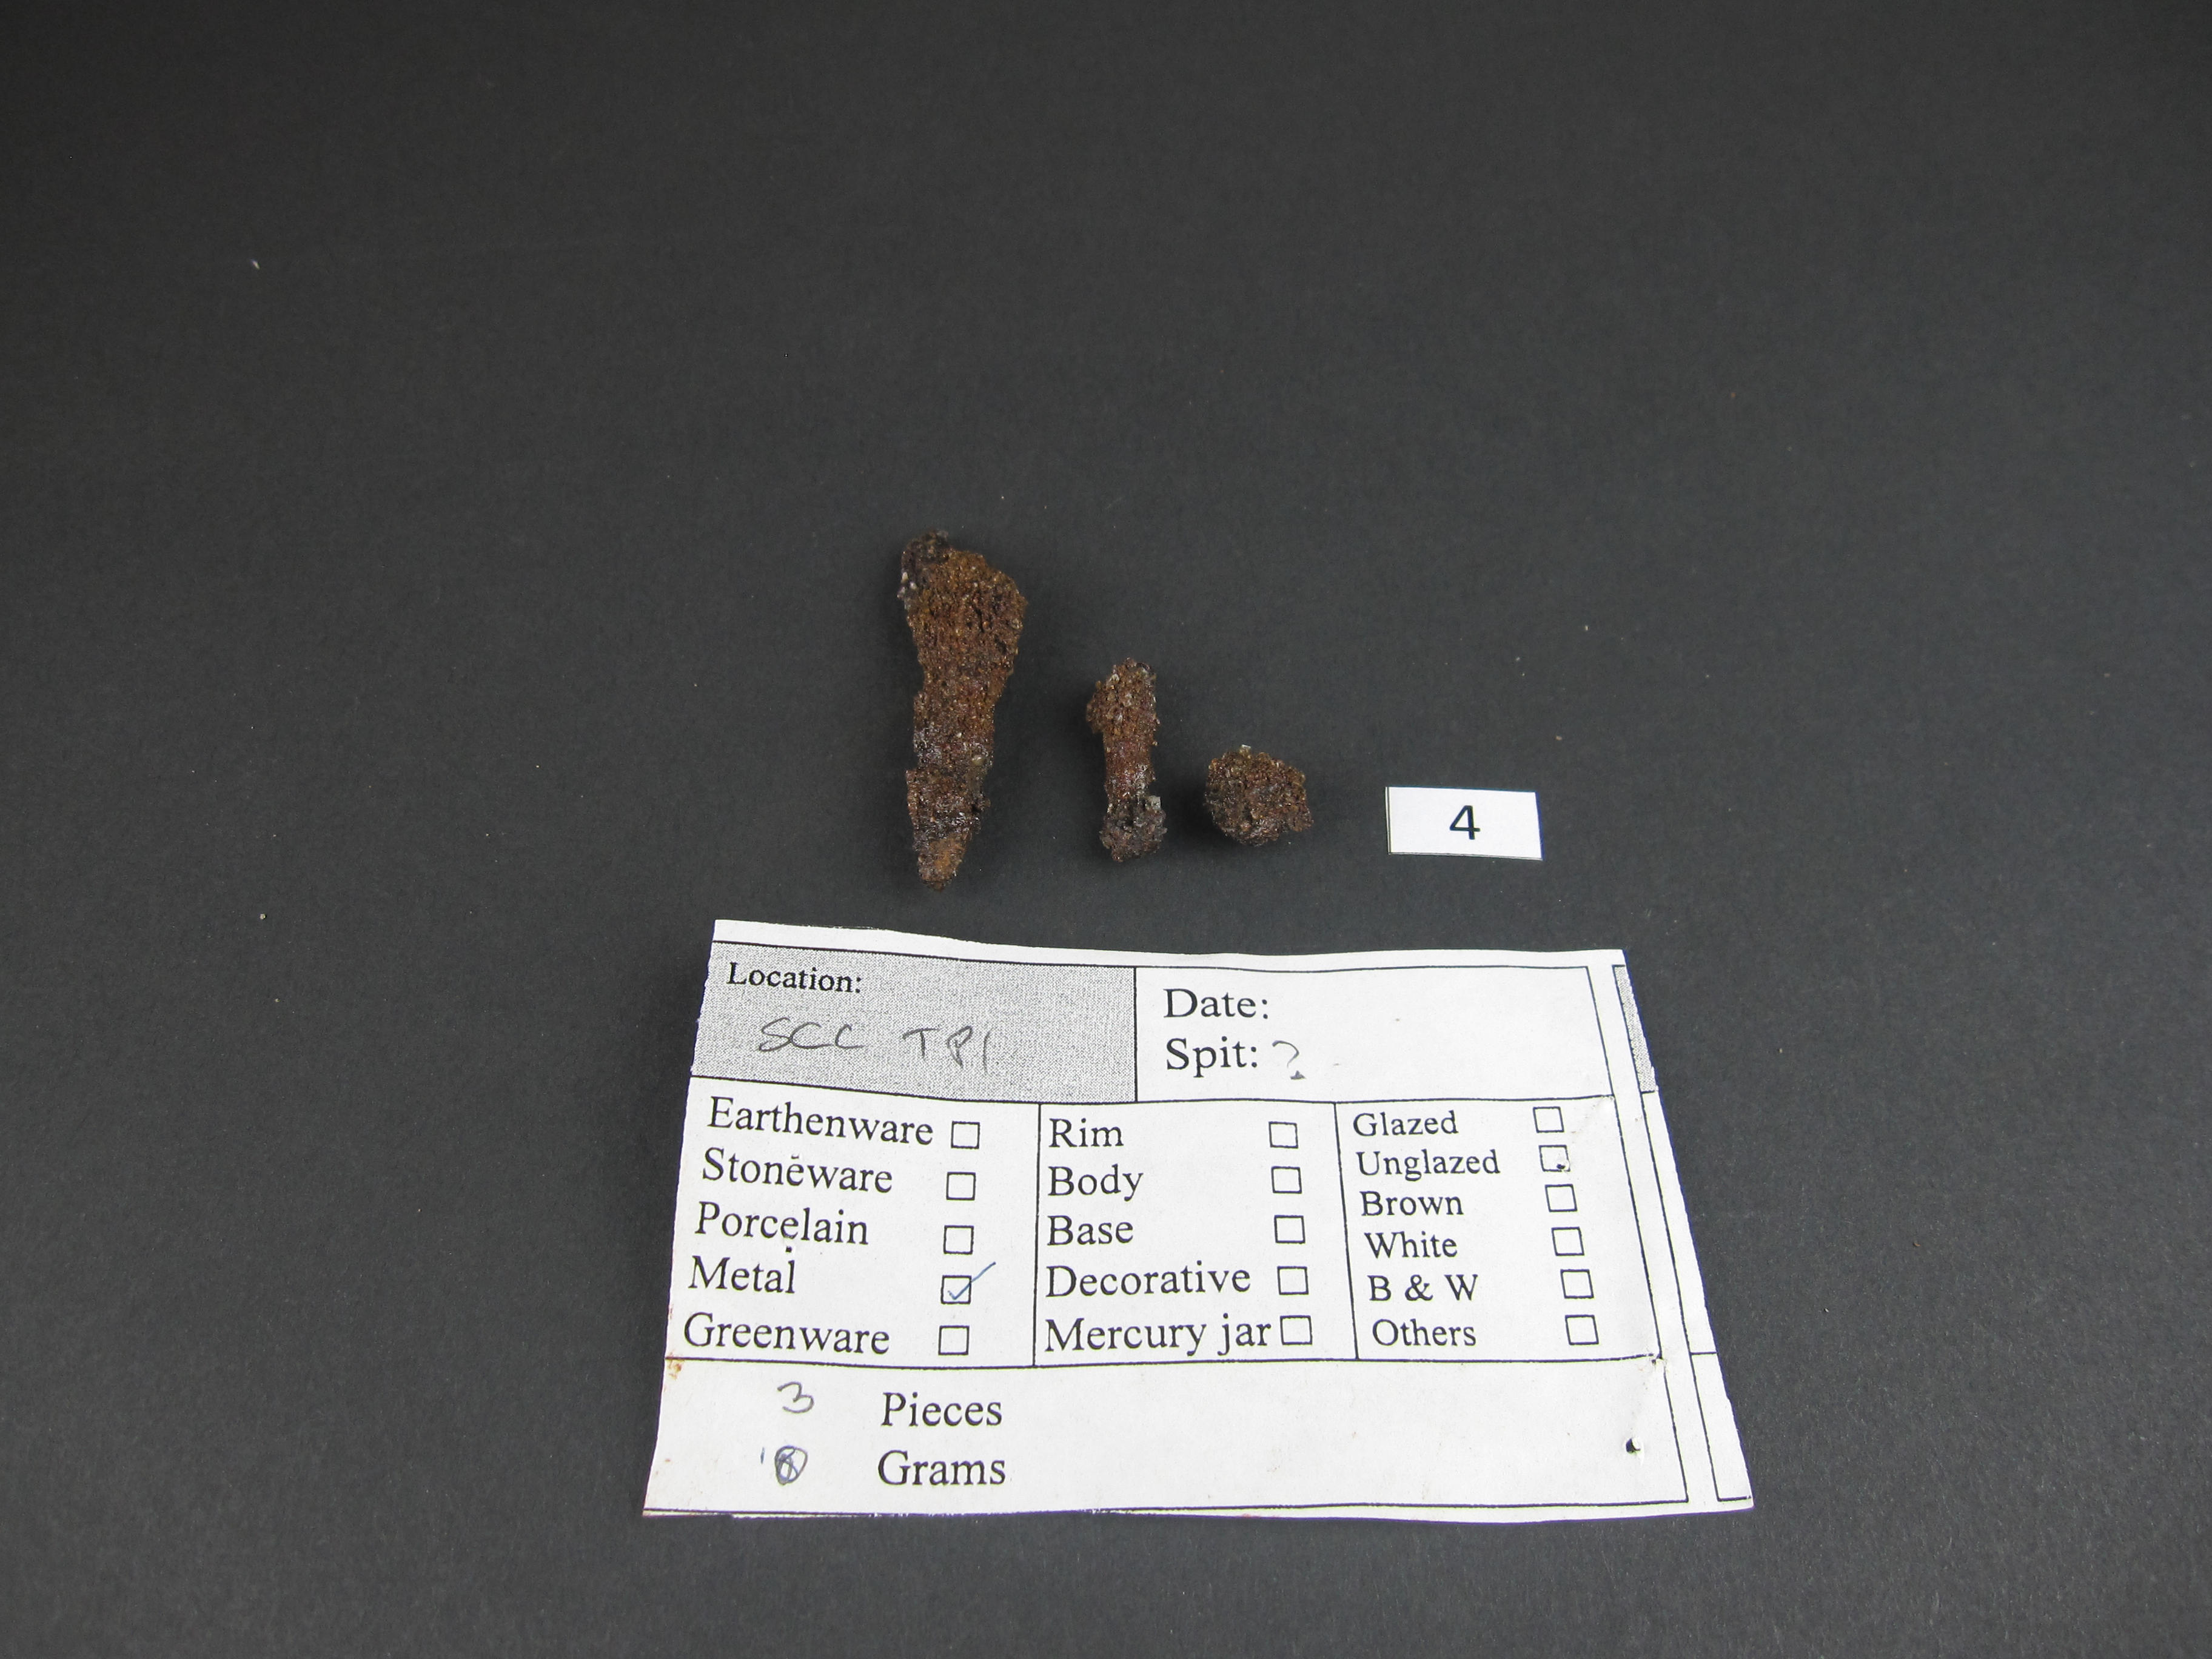 4
Location:
SCC TP1
Date:
Spit: ?
Earthenware
Stoneware
Porcelain
Metal ✓
Greenware
Rim
Body
Base
Decorative
Mercury jar
Glazed
Unglazed
Brown
White
B & W
Others
3 Pieces
Grams